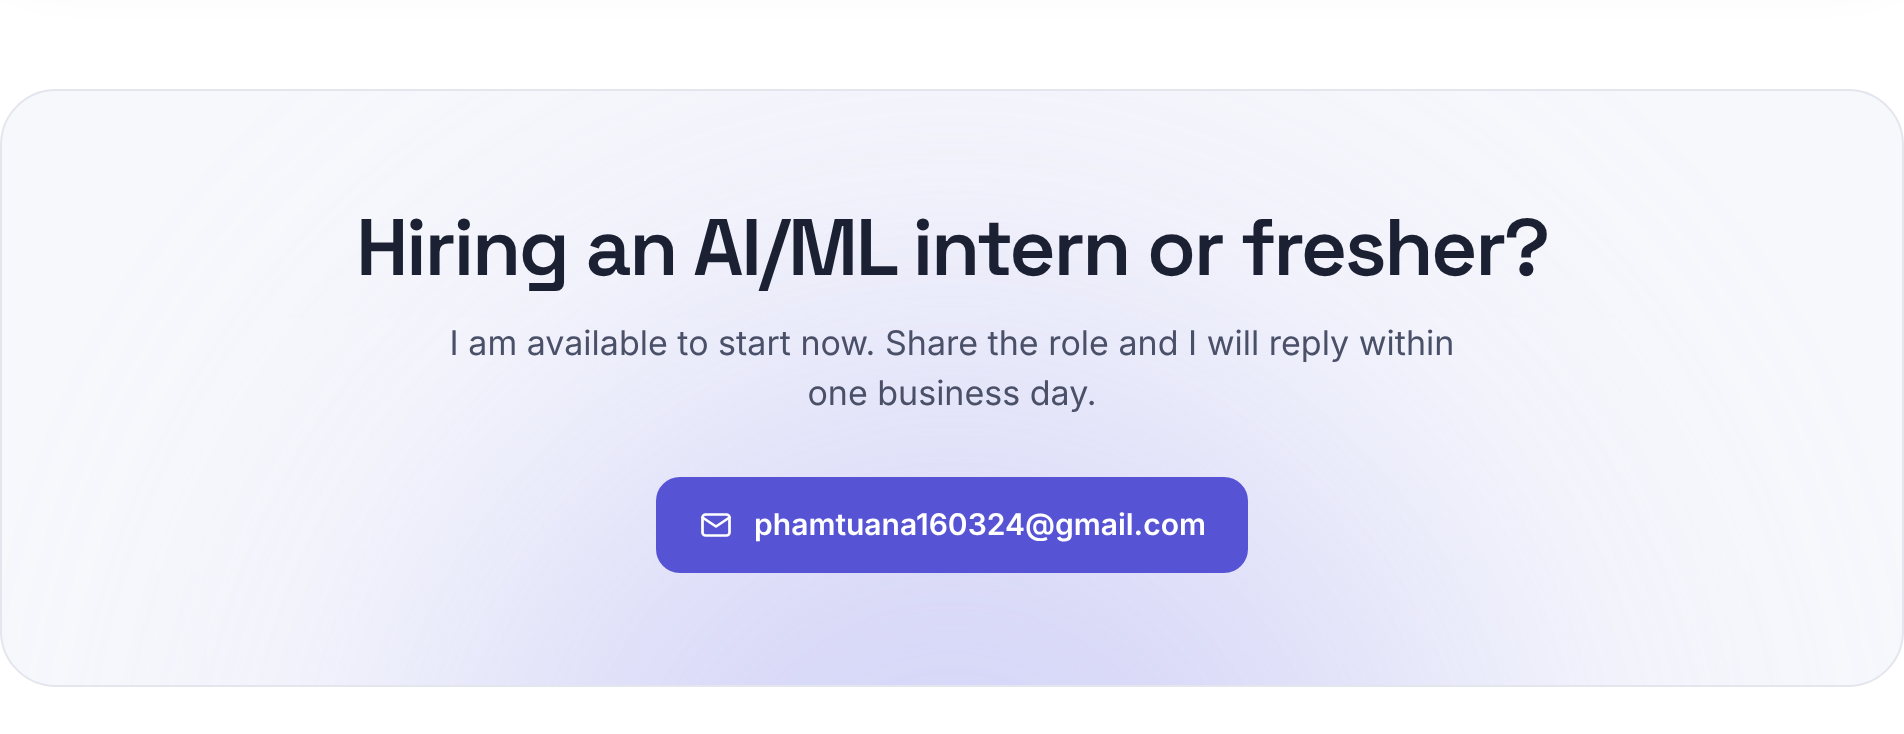 Hiring an AI/ML intern or fresher?
I am available to start now. Share the role and I will reply within
one business day.
phamtuana160324@gmail.com